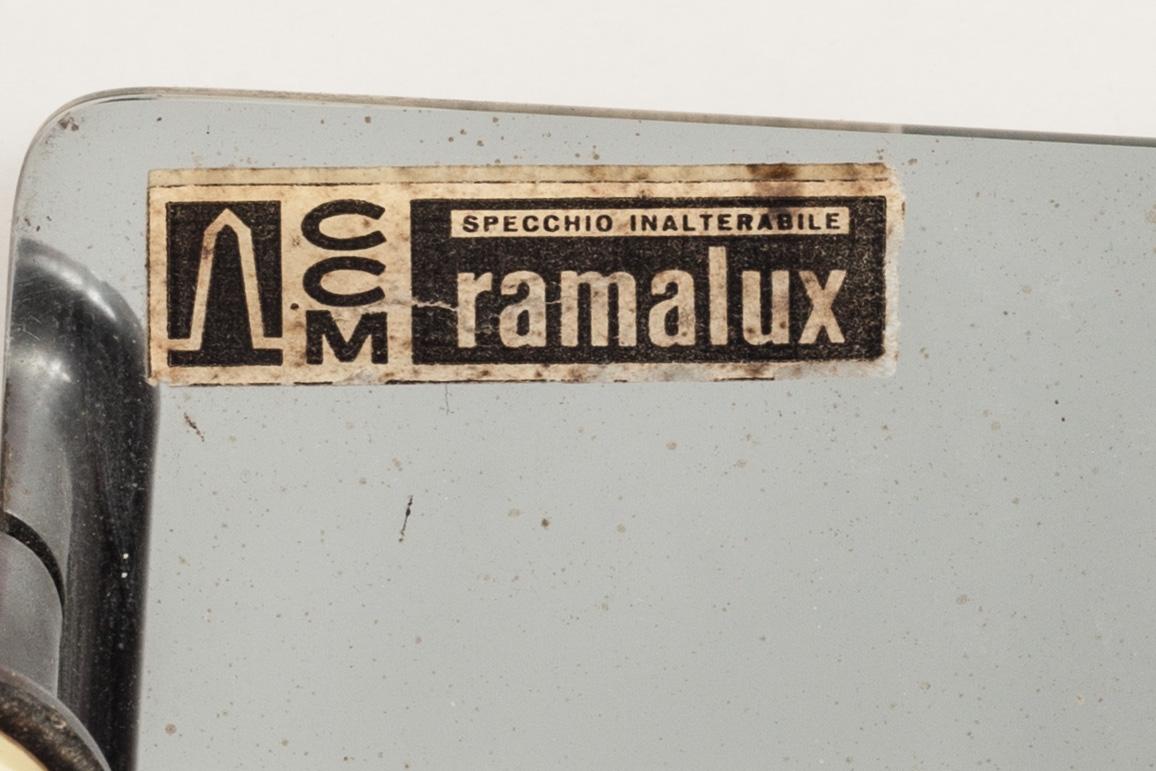 CCM
SPECCHIO INALTERABILE
ramalux